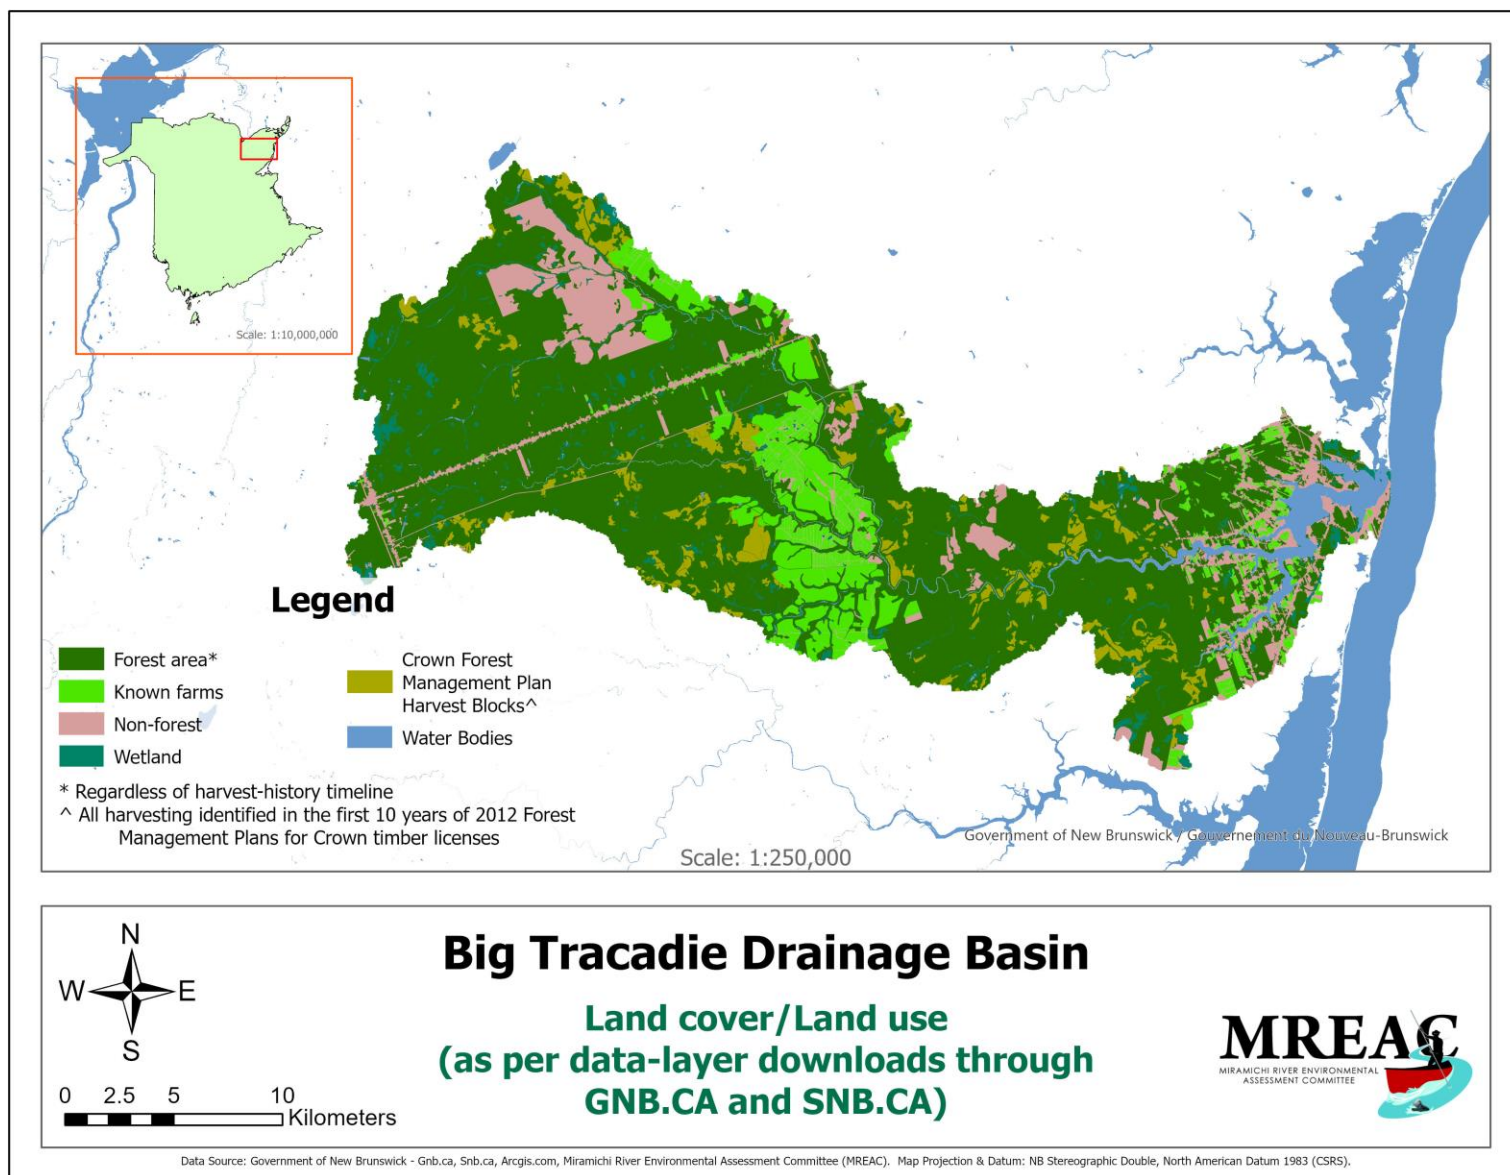 Scale: 1:10,000,000
Legend
Forest area*
Known farms
Non-forest
Wetland
Crown Forest
Management Plan
Harvest Blocks^
Water Bodies
* Regardless of harvest-history timeline
^ All harvesting identified in the first 10 years of 2012 Forest
Management Plans for Crown timber licenses
Government of New Brunswick / Gouvernement du Nouveau-Brunswick
Scale: 1:250,000
N
W E
S
0 2.5 5 10
Kilometers
Big Tracadie Drainage Basin
Land cover/Land use
(as per data-layer downloads through
GNB.CA and SNB.CA)
MREAC
MIRAMICHI RIVER ENVIRONMENTAL
ASSESSMENT COMMITTEE
Data Source: Government of New Brunswick - Gnb.ca, Snb.ca, Arcgis.com, Miramichi River Environmental Assessment Committee (MREAC). Map Projection & Datum: NB Stereographic Double, North American Datum 1983 (CSRS).